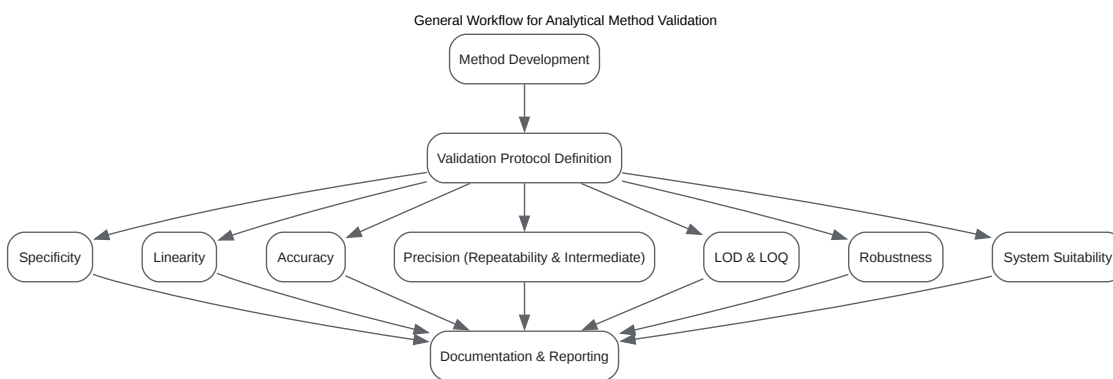 General Workflow for Analytical Method Validation
Method Development
Validation Protocol Definition
Specificity
Linearity
Accuracy
Precision (Repeatability & Intermediate)
LOD & LOQ
Robustness
System Suitability
Documentation & Reporting